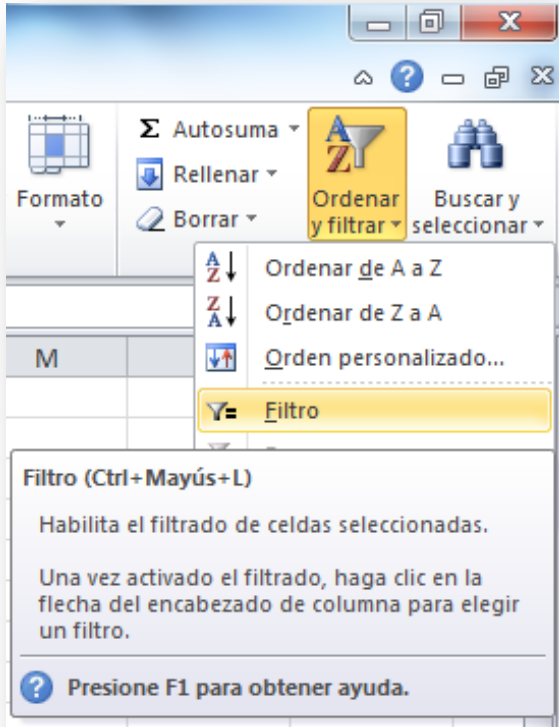 Formato
Σ Autosuma
Rellenar
Borrar
Ordenar
y filtrar
Buscar y
seleccionar
Ordenar de A a Z
Ordenar de Z a A
Orden personalizado...
Filtro
M
Filtro (Ctrl+Mayús+L)
Habilita el filtrado de celdas seleccionadas.
Una vez activado el filtrado, haga clic en la
flecha del encabezado de columna para elegir
un filtro.
Presione F1 para obtener ayuda.